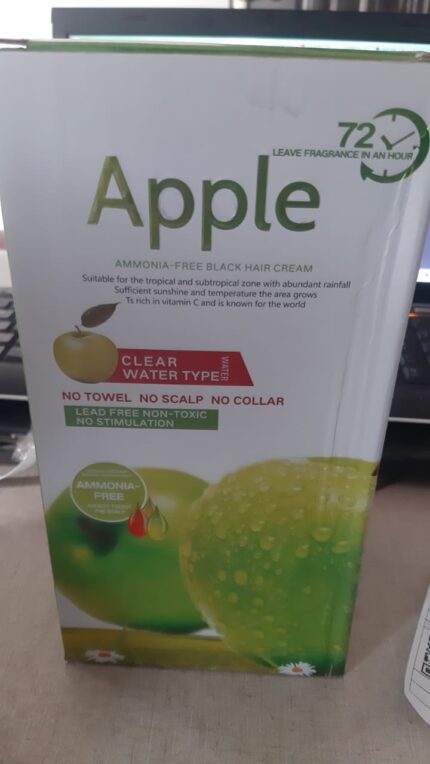 72
LEAVE FRAGRANCE IN AN HOUR
Apple
AMMONIA-FREE BLACK HAIR CREAM
Suitable for the tropical and subtropical zone with abundant rainfall
Sufficient sunshine and temperature the area grows
Ts rich in vitamin C and is known for the world
CLEAR
WATER TYPE
WATER
NO TOWEL NO SCALP NO COLLAR
LEAD FREE NON-TOXIC
NO STIMULATION
AMMONIA-
FREE